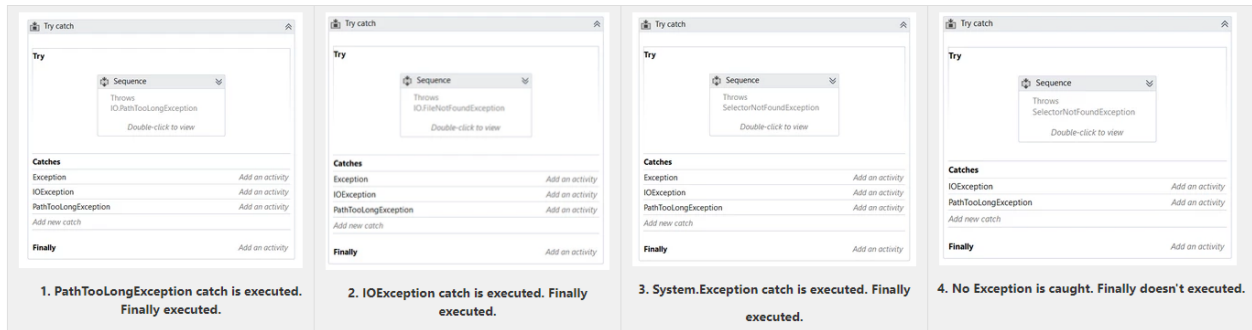 Try catch
Try
Sequence
Throws
IO.PathTooLongException
Double-click to view
Catches
Exception Add an activity
IOException Add an activity
PathTooLongException Add an activity
Add new catch
Finally Add an activity
1. PathTooLongException catch is executed.
Finally executed.
Try catch
Try
Sequence
Throws
IO.FileNotFoundException
Double-click to view
Catches
Exception Add an activity
IOException Add an activity
PathTooLongException Add an activity
Add new catch
Finally Add an activity
2. IOException catch is executed. Finally
executed.
Try catch
Try
Sequence
Throws
SelectorNotFoundException
Double-click to view
Catches
Exception Add an activity
IOException Add an activity
PathTooLongException Add an activity
Add new catch
Finally Add an activity
3. System.Exception catch is executed. Finally
executed.
Try catch
Try
Sequence
Throws
SelectorNotFoundException
Double-click to view
Catches
IOException Add an activity
PathTooLongException Add an activity
Add new catch
Finally Add an activity
4. No Exception is caught. Finally doesn't executed.